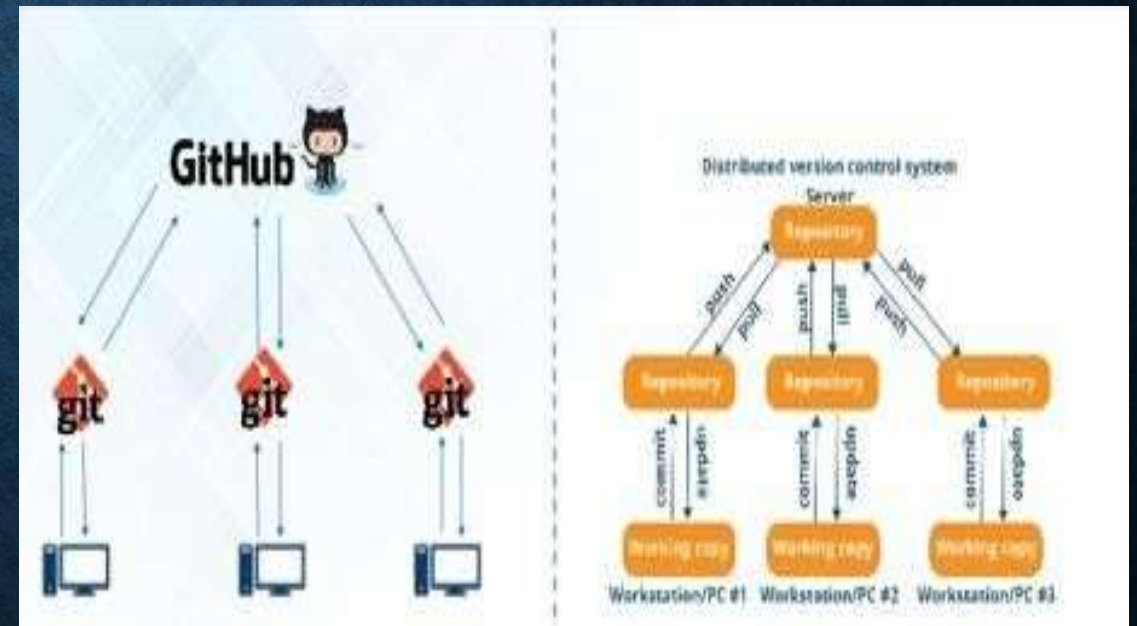 GitHub
git
git
git
Distributed version control system
Server
Repository
push
pull
push
pull
push
pull
Repository
Repository
Repository
commit
update
commit
update
commit
update
Working copy
Working copy
Working copy
Workstation/PC #1
Workstation/PC #2
Workstation/PC #3